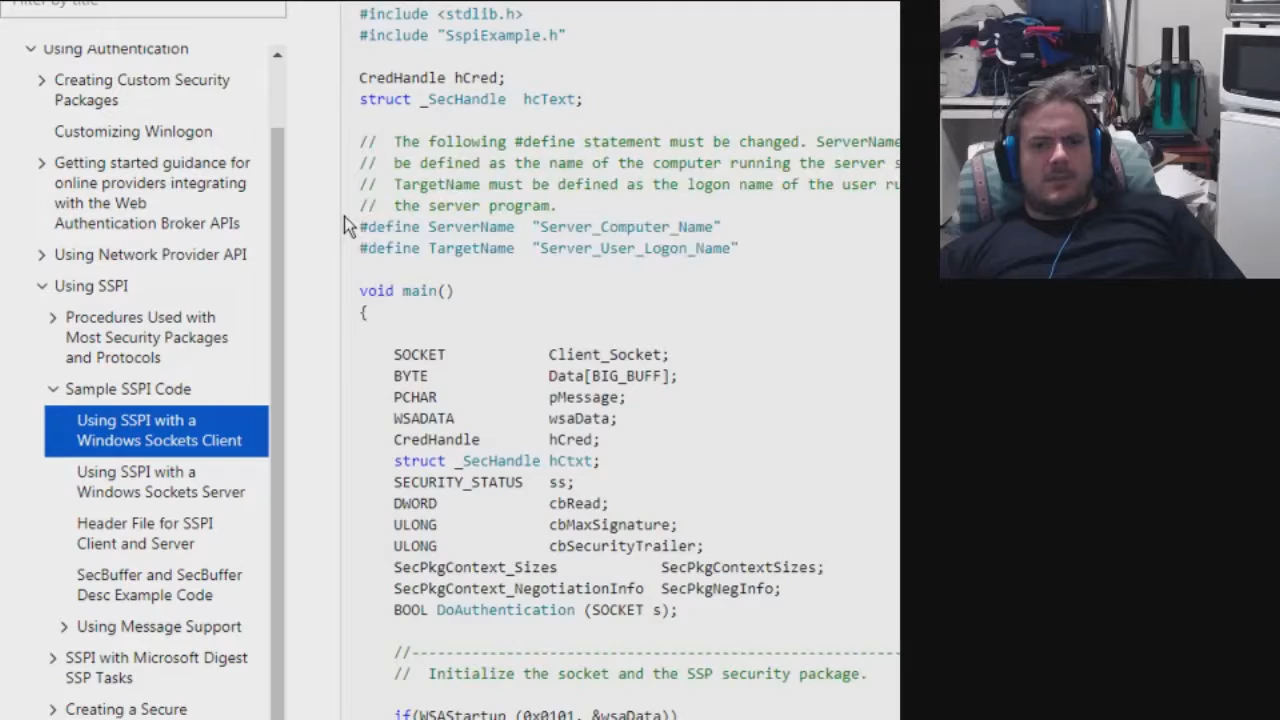 Filter by title
Using Authentication
Creating Custom Security
Packages
Customizing Winlogon
Getting started guidance for
online providers integrating
with the Web
Authentication Broker APIs
Using Network Provider API
Using SSPI
Procedures Used with
Most Security Packages
and Protocols
Sample SSPI Code
Using SSPI with a
Windows Sockets Client
Using SSPI with a
Windows Sockets Server
Header File for SSPI
Client and Server
SecBuffer and SecBuffer
Desc Example Code
Using Message Support
SSPI with Microsoft Digest
SSP Tasks
Creating a Secure
#include <stdlib.h>
#include "SspiExample.h"
CredHandle hCred;
struct _SecHandle  hcText;
//  The following #define statement must be changed. ServerName
//  be defined as the name of the computer running the server s
//  TargetName must be defined as the logon name of the user ru
//  the server program.
#define ServerName  "Server_Computer_Name"
#define TargetName  "Server_User_Logon_Name"
void main()
{
SOCKET            Client_Socket;
BYTE              Data[BIG_BUFF];
PCHAR             pMessage;
WSADATA           wsaData;
CredHandle        hCred;
struct _SecHandle hCtxt;
SECURITY_STATUS   ss;
DWORD             cbRead;
ULONG             cbMaxSignature;
ULONG             cbSecurityTrailer;
SecPkgContext_Sizes            SecPkgContextSizes;
SecPkgContext_NegotiationInfo  SecPkgNegInfo;
BOOL DoAuthentication (SOCKET s);
//---------------------------------------------------------
//  Initialize the socket and the SSP security package.
if(WSAStartup (0x0101, &wsaData))